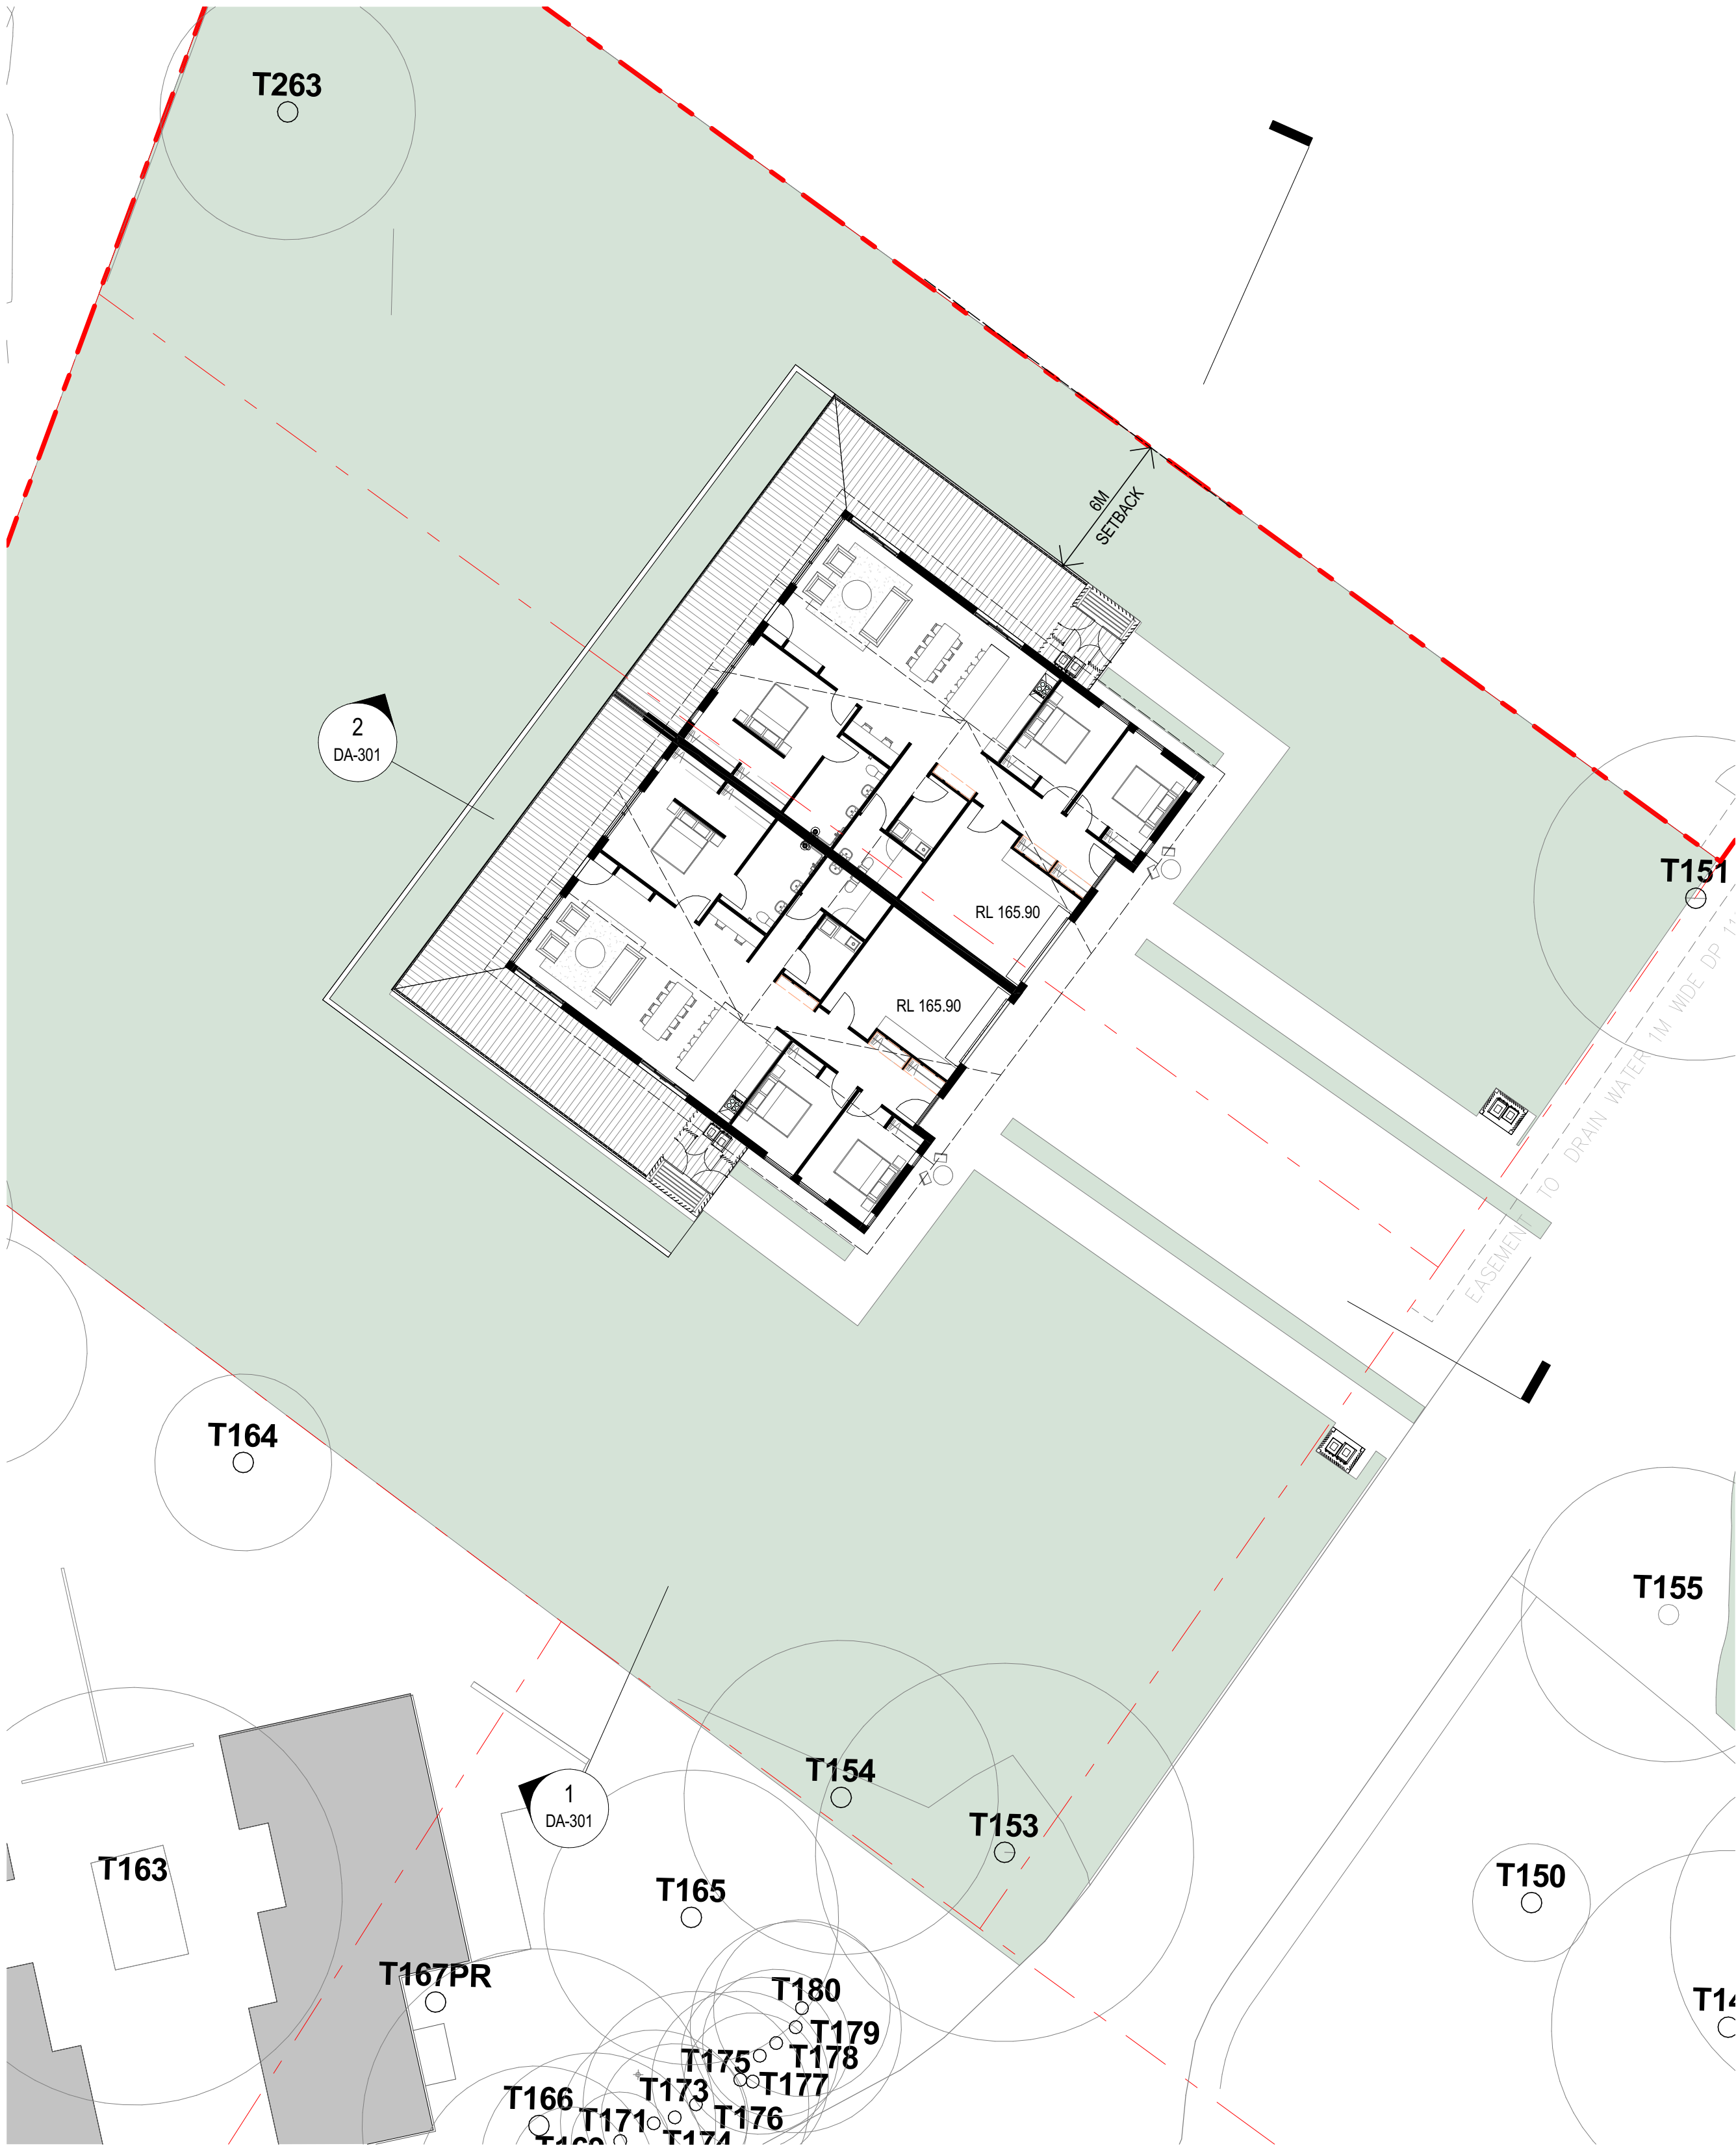 T263
6M
SETBACK
2
DA-301
T151
RL 165.90
RL 165.90
EASEMENT TO DRAIN WATER 1M WIDE DP
T164
T155
T154
1
DA-301
T153
T163
T165
T150
T167PR
T180
T179
T178
T175
T177
T173
T166
T171
T176
T174